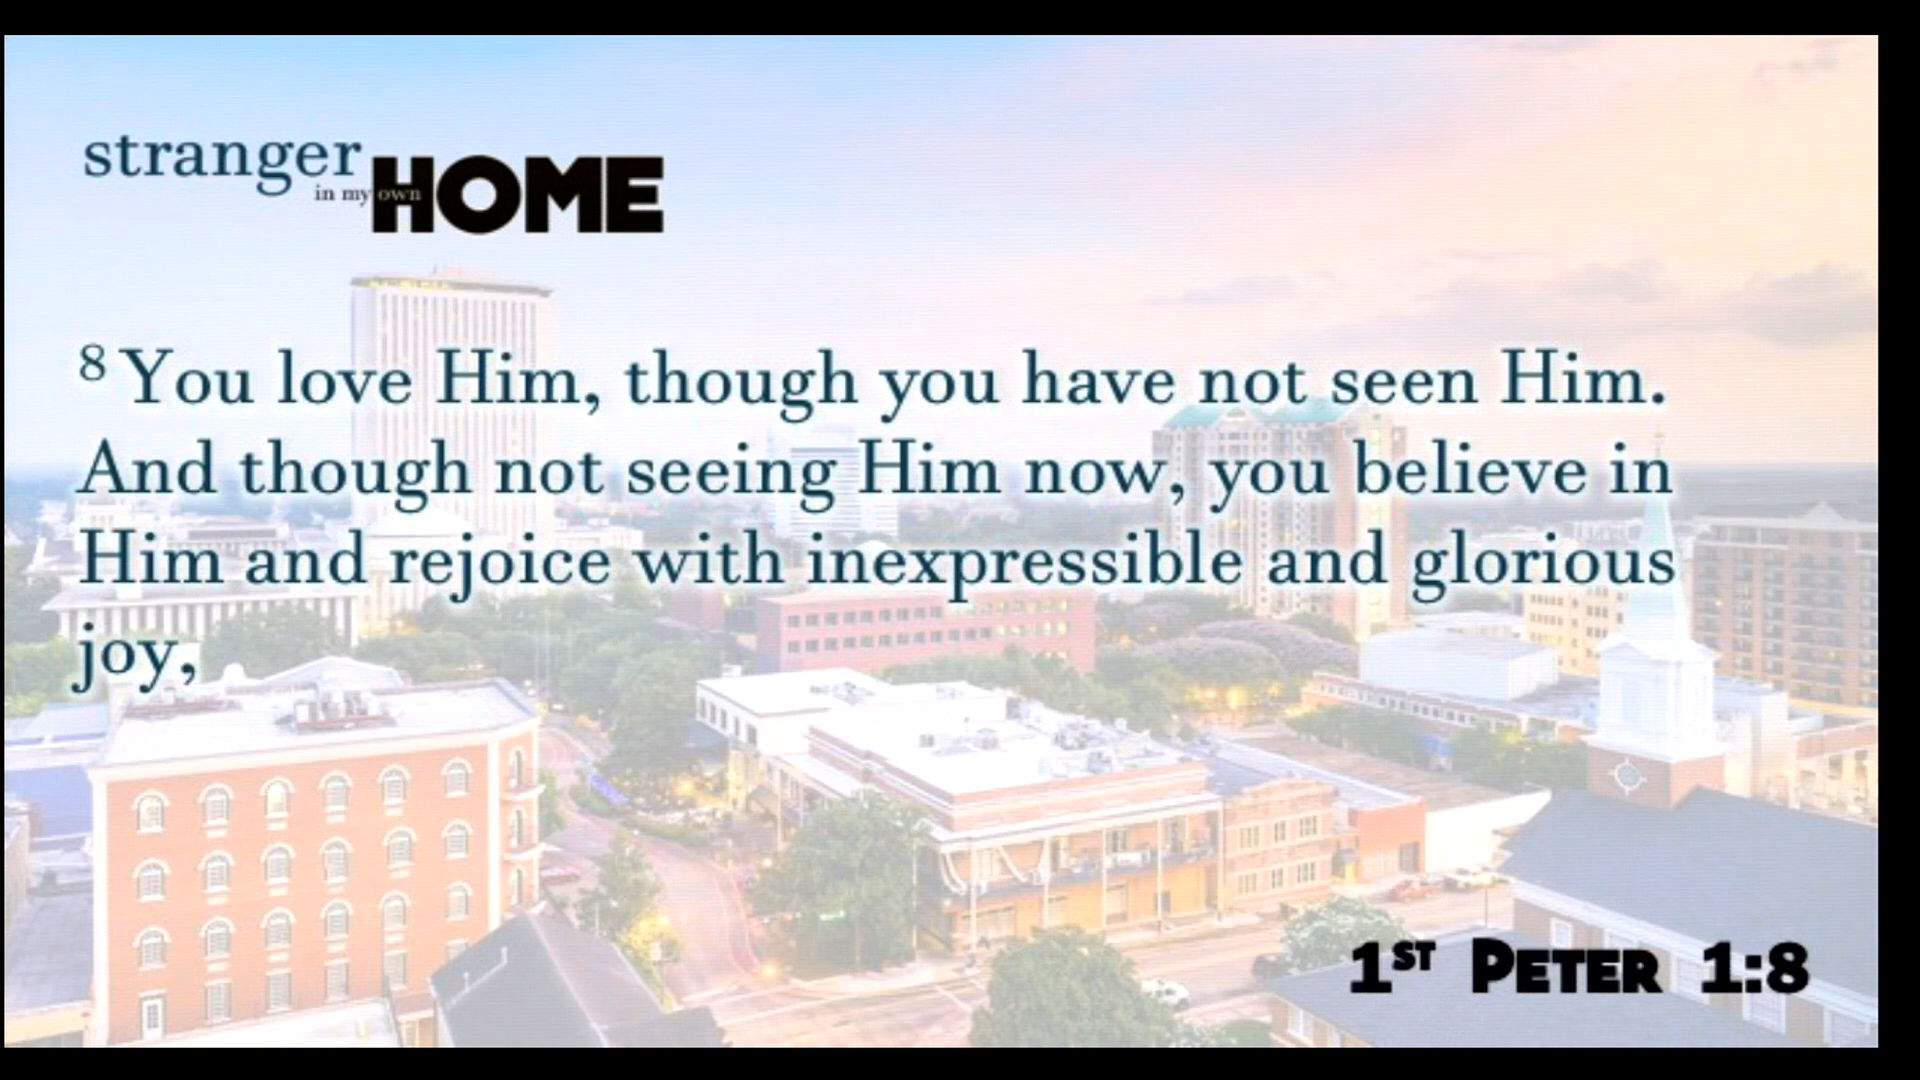 stranger
in my own HOME
8 You love Him, though you have not seen Him.
And though not seeing Him now, you believe in
Him and rejoice with inexpressible and glorious
joy,
1ST PETER 1:8